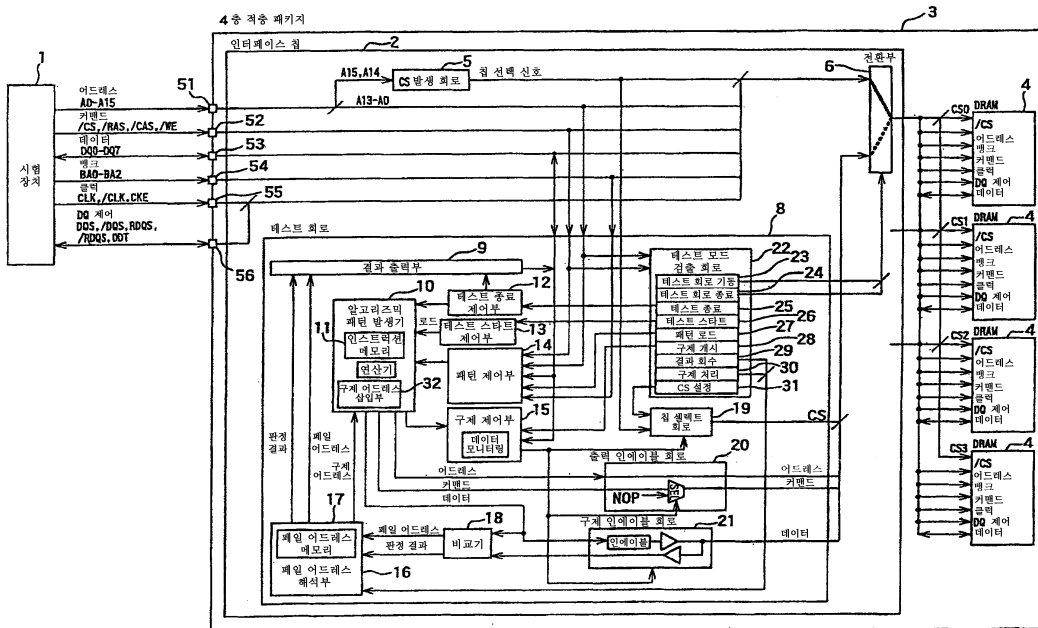 4층 적층 패키지
3
인터페이스 칩
2
1
시험
장치
어드레스
A0-A15
커맨드
/CS,/RAS,/CAS,/WE
데이터
DQ0-DQ7
뱅크
BA0-BA2
클럭
CLK,/CLK,CKE
DQ 제어
DQS,/DQS,RDQS,
/RDQS,ODT
51
52
53
54
55
56
A15,A14
5
CS 발생 회로
칩 선택 신호
A13-A0
전환부
6
테스트 회로
8
9
결과 출력부
10
알고리즈믹
패턴 발생기
11
인스트럭션
메모리
연산기
구제 어드레스
삽입부
32
12
테스트 종료
제어부
로드
테스트 스타트
제어부
13
14
패턴 제어부
15
구제 제어부
데이터
모니터링
테스트 모드
검출 회로
22
테스트 회로 기동
23
테스트 회로 종료
24
테스트 종료
25
테스트 스타트
26
패턴 로드
27
구제 개시
28
결과 회수
29
구제 처리
30
CS 설정
31
칩 셀렉트
회로
19
CS
출력 인에이블 회로
20
어드레스
커맨드
데이터
NOP
SEL
어드레스
커맨드
구제 인에이블 회로
21
인에이블
데이터
판정
결과
페일
어드레스
구제
어드레스
17
페일 어드레스
메모리
페일 어드레스
해석부
16
페일 어드레스
판정 결과
18
비교기
CS0
DRAM
4
/CS
어드레스
뱅크
커맨드
클럭
DQ 제어
데이터
CS1
DRAM
4
/CS
어드레스
뱅크
커맨드
클럭
DQ 제어
데이터
CS2
DRAM
4
/CS
어드레스
뱅크
커맨드
클럭
DQ 제어
데이터
CS3
DRAM
4
/CS
어드레스
뱅크
커맨드
클럭
DQ 제어
데이터